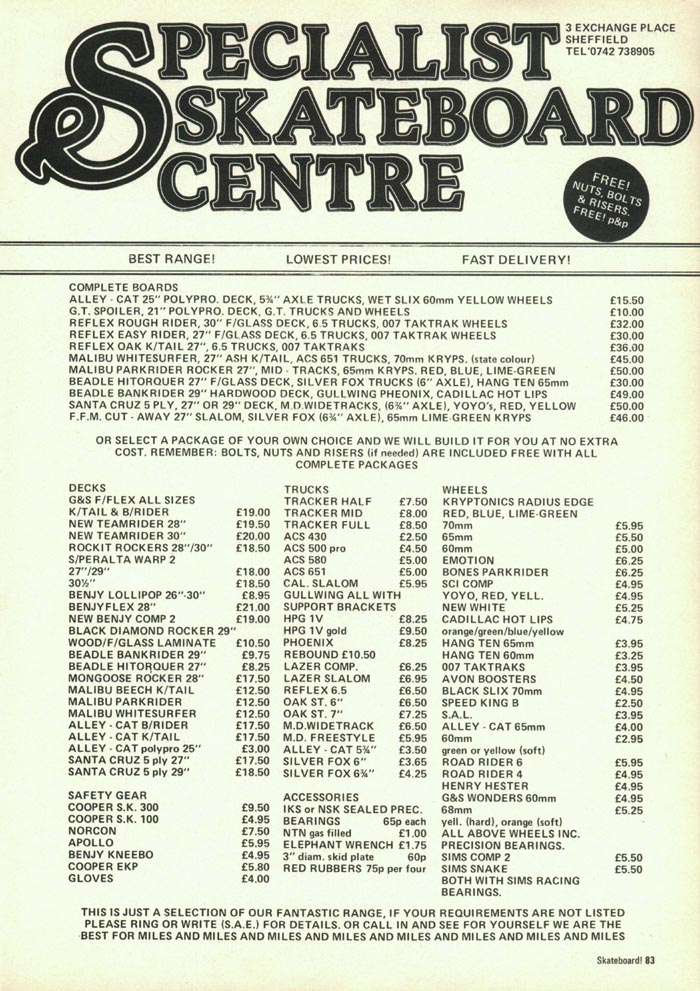 SPECIALIST
SKATEBOARD
CENTRE
3 EXCHANGE PLACE
SHEFFIELD
TEL'0742 738905
FREE!
NUTS, BOLTS
& RISERS.
FREE! p&p
BEST RANGE! LOWEST PRICES! FAST DELIVERY!
COMPLETE BOARDS
ALLEY - CAT 25" POLYPRO. DECK, 5¾" AXLE TRUCKS, WET SLIX 60mm YELLOW WHEELS £15.50
G.T. SPOILER, 21" POLYPRO. DECK, G.T. TRUCKS AND WHEELS £10.00
REFLEX ROUGH RIDER, 30" F/GLASS DECK, 6.5 TRUCKS, 007 TAKTRAK WHEELS £32.00
REFLEX EASY RIDER, 27" F/GLASS DECK, 6.5 TRUCKS, 007 TAKTRAK WHEELS £30.00
REFLEX OAK K/TAIL 27", 6.5 TRUCKS, 007 TAKTRAKS £36.00
MALIBU WHITESURFER, 27" ASH K/TAIL, ACS 651 TRUCKS, 70mm KRYPS. (state colour) £45.00
MALIBU PARKRIDER ROCKER 27", MID - TRACKS, 65mm KRYPS. RED, BLUE, LIME-GREEN £50.00
BEADLE HITORQUER 27" F/GLASS DECK, SILVER FOX TRUCKS (6" AXLE), HANG TEN 65mm £30.00
BEADLE BANKRIDER 29" HARDWOOD DECK, GULLWING PHEONIX, CADILLAC HOT LIPS £49.00
SANTA CRUZ 5 PLY, 27" OR 29" DECK, M.D.WIDETRACKS, (6¾" AXLE), YOYO's, RED, YELLOW £50.00
F.F.M. CUT - AWAY 27" SLALOM, SILVER FOX (6¾" AXLE), 65mm LIME-GREEN KRYPS £46.00
OR SELECT A PACKAGE OF YOUR OWN CHOICE AND WE WILL BUILD IT FOR YOU AT NO EXTRA
COST. REMEMBER: BOLTS, NUTS AND RISERS (if needed) ARE INCLUDED FREE WITH ALL
COMPLETE PACKAGES
DECKS
G&S F/FLEX ALL SIZES
K/TAIL & B/RIDER £19.00
NEW TEAMRIDER 28" £19.50
NEW TEAMRIDER 30" £20.00
ROCKIT ROCKERS 28"/30" £18.50
S/PERALTA WARP 2
27"/29" £18.00
30½" £18.50
BENJY LOLLIPOP 26"-30" £8.95
BENJYFLEX 28" £21.00
NEW BENJY COMP 2 £19.00
BLACK DIAMOND ROCKER 29"
WOOD/F/GLASS LAMINATE £10.50
BEADLE BANKRIDER 29" £9.75
BEADLE HITORQUER 27" £8.25
MONGOOSE ROCKER 28" £17.50
MALIBU BEECH K/TAIL £12.50
MALIBU PARKRIDER £12.50
MALIBU WHITESURFER £12.50
ALLEY - CAT B/RIDER £17.50
ALLEY - CAT K/TAIL £17.50
ALLEY - CAT polypro 25" £3.00
SANTA CRUZ 5 ply 27" £17.50
SANTA CRUZ 5 ply 29" £18.50
SAFETY GEAR
COOPER S.K. 300 £9.50
COOPER S.K. 100 £4.95
NORCON £7.50
APOLLO £5.95
BENJY KNEEBO £4.95
COOPER EKP £5.80
GLOVES £4.00
TRUCKS
TRACKER HALF £7.50
TRACKER MID £8.00
TRACKER FULL £8.50
ACS 430 £2.50
ACS 500 pro £4.50
ACS 580 £5.00
ACS 651 £5.00
CAL. SLALOM £5.95
GULLWING ALL WITH
SUPPORT BRACKETS
HPG 1V £8.25
HPG 1V gold £9.50
PHOENIX £8.25
REBOUND £10.50
LAZER COMP. £6.25
LAZER SLALOM £6.95
REFLEX 6.5 £6.50
OAK ST. 6" £6.50
OAK ST. 7" £7.25
M.D.WIDETRACK £6.50
M.D. FREESTYLE £5.95
ALLEY - CAT 5¾" £3.50
SILVER FOX 6" £3.65
SILVER FOX 6¾" £4.25
ACCESSORIES
IKS or NSK SEALED PREC.
BEARINGS 65p each
NTN gas filled £1.00
ELEPHANT WRENCH £1.75
3" diam. skid plate 60p
RED RUBBERS 75p per four
WHEELS
KRYPTONICS RADIUS EDGE
RED, BLUE, LIME-GREEN
70mm £5.95
65mm £5.50
60mm £5.00
EMOTION £6.25
BONES PARKRIDER £6.25
SCI COMP £4.95
YOYO, RED, YELL. £4.95
NEW WHITE £5.25
CADILLAC HOT LIPS £4.75
orange/green/blue/yellow
HANG TEN 65mm £3.95
HANG TEN 60mm £3.25
007 TAKTRAKS £3.95
AVON BOOSTERS £4.50
BLACK SLIX 70mm £4.95
SPEED KING B £2.50
S.A.L. £3.95
ALLEY - CAT 65mm £4.00
60mm £2.95
green or yellow (soft)
ROAD RIDER 6 £5.95
ROAD RIDER 4 £4.95
HENRY HESTER £4.95
G&S WONDERS 60mm £4.95
68mm £5.25
yell. (hard), orange (soft)
ALL ABOVE WHEELS INC.
PRECISION BEARINGS.
SIMS COMP 2 £5.50
SIMS SNAKE £5.50
BOTH WITH SIMS RACING
BEARINGS.
THIS IS JUST A SELECTION OF OUR FANTASTIC RANGE, IF YOUR REQUIREMENTS ARE NOT LISTED
PLEASE RING OR WRITE (S.A.E.) FOR DETAILS. OR CALL IN AND SEE FOR YOURSELF WE ARE THE
BEST FOR MILES AND MILES AND MILES AND MILES AND MILES AND MILES AND MILES AND MILES
Skateboard! 83